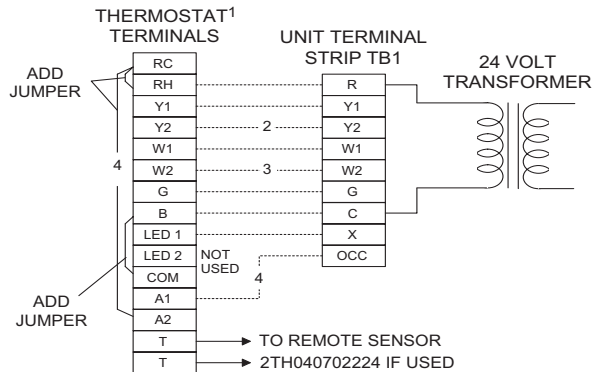 THERMOSTAT1
TERMINALS
UNIT TERMINAL
STRIP TB1
24 VOLT
TRANSFORMER
ADD
JUMPER
RC
RH
R
Y1
Y1
Y2
2
Y2
W1
W1
4
W2
3
W2
G
G
B
C
LED 1
X
LED 2
NOT
USED
OCC
COM
4
A1
ADD
JUMPER
A2
T
TO REMOTE SENSOR
T
2TH040702224 IF USED